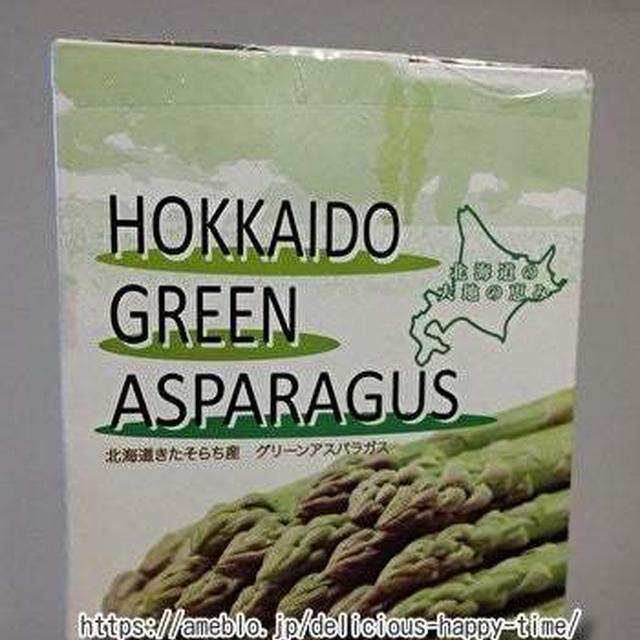 HOKKAIDO
北海道の
大地の恵み
GREEN
ASPARAGUS
北海道きたそらち産 グリーンアスパラガス
https://ameblo.jp/delicious-happy-time/